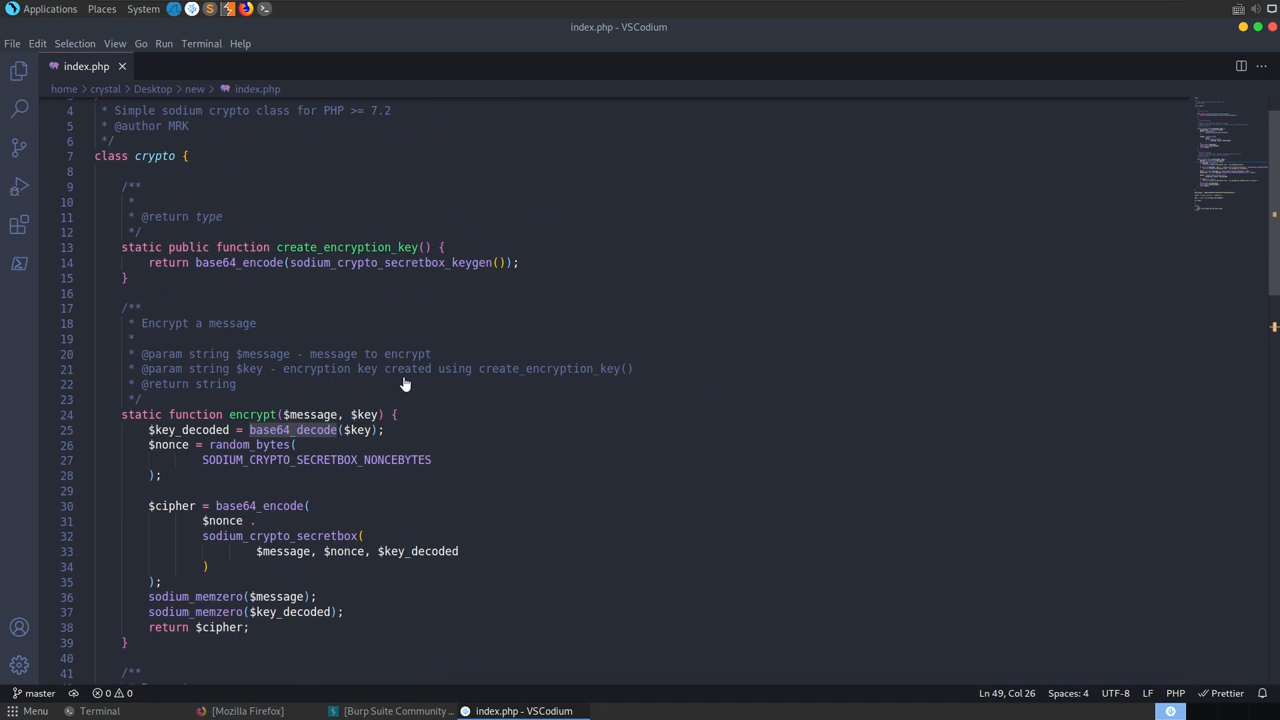 Applications Places System
index.php - VSCodium
File Edit Selection View Go Run Terminal Help
index.php
home crystal Desktop new index.php
4 * Simple sodium crypto class for PHP >= 7.2
5 * @author MRK
6 */
7 class crypto {
8
9 /**
10 *
11 * @return type
12 */
13 static public function create_encryption_key() {
14 return base64_encode(sodium_crypto_secretbox_keygen());
15 }
16
17 /**
18 * Encrypt a message
19 *
20 * @param string $message - message to encrypt
21 * @param string $key - encryption key created using create_encryption_key()
22 * @return string
23 */
24 static function encrypt($message, $key) {
25 $key_decoded = base64_decode($key);
26 $nonce = random_bytes(
27 SODIUM_CRYPTO_SECRETBOX_NONCEBYTES
28 );
29
30 $cipher = base64_encode(
31 $nonce .
32 sodium_crypto_secretbox(
33 $message, $nonce, $key_decoded
34 )
35 );
36 sodium_memzero($message);
37 sodium_memzero($key_decoded);
38 return $cipher;
39 }
40
41 /**
master 0 0 Ln 49, Col 26 Spaces: 4 UTF-8 LF PHP Prettier
Menu Terminal [Mozilla Firefox] [Burp Suite Community ... index.php - VSCodium